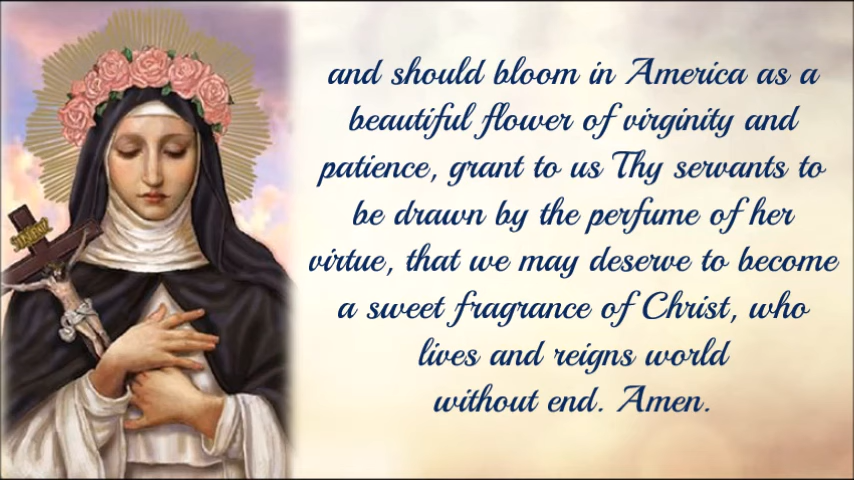 and should bloom in America as a
beautiful flower of virginity and
patience, grant to us Thy servants to
be drawn by the perfume of her
virtue, that we may deserve to become
a sweet fragrance of Christ, who
lives and reigns world
without end. Amen.